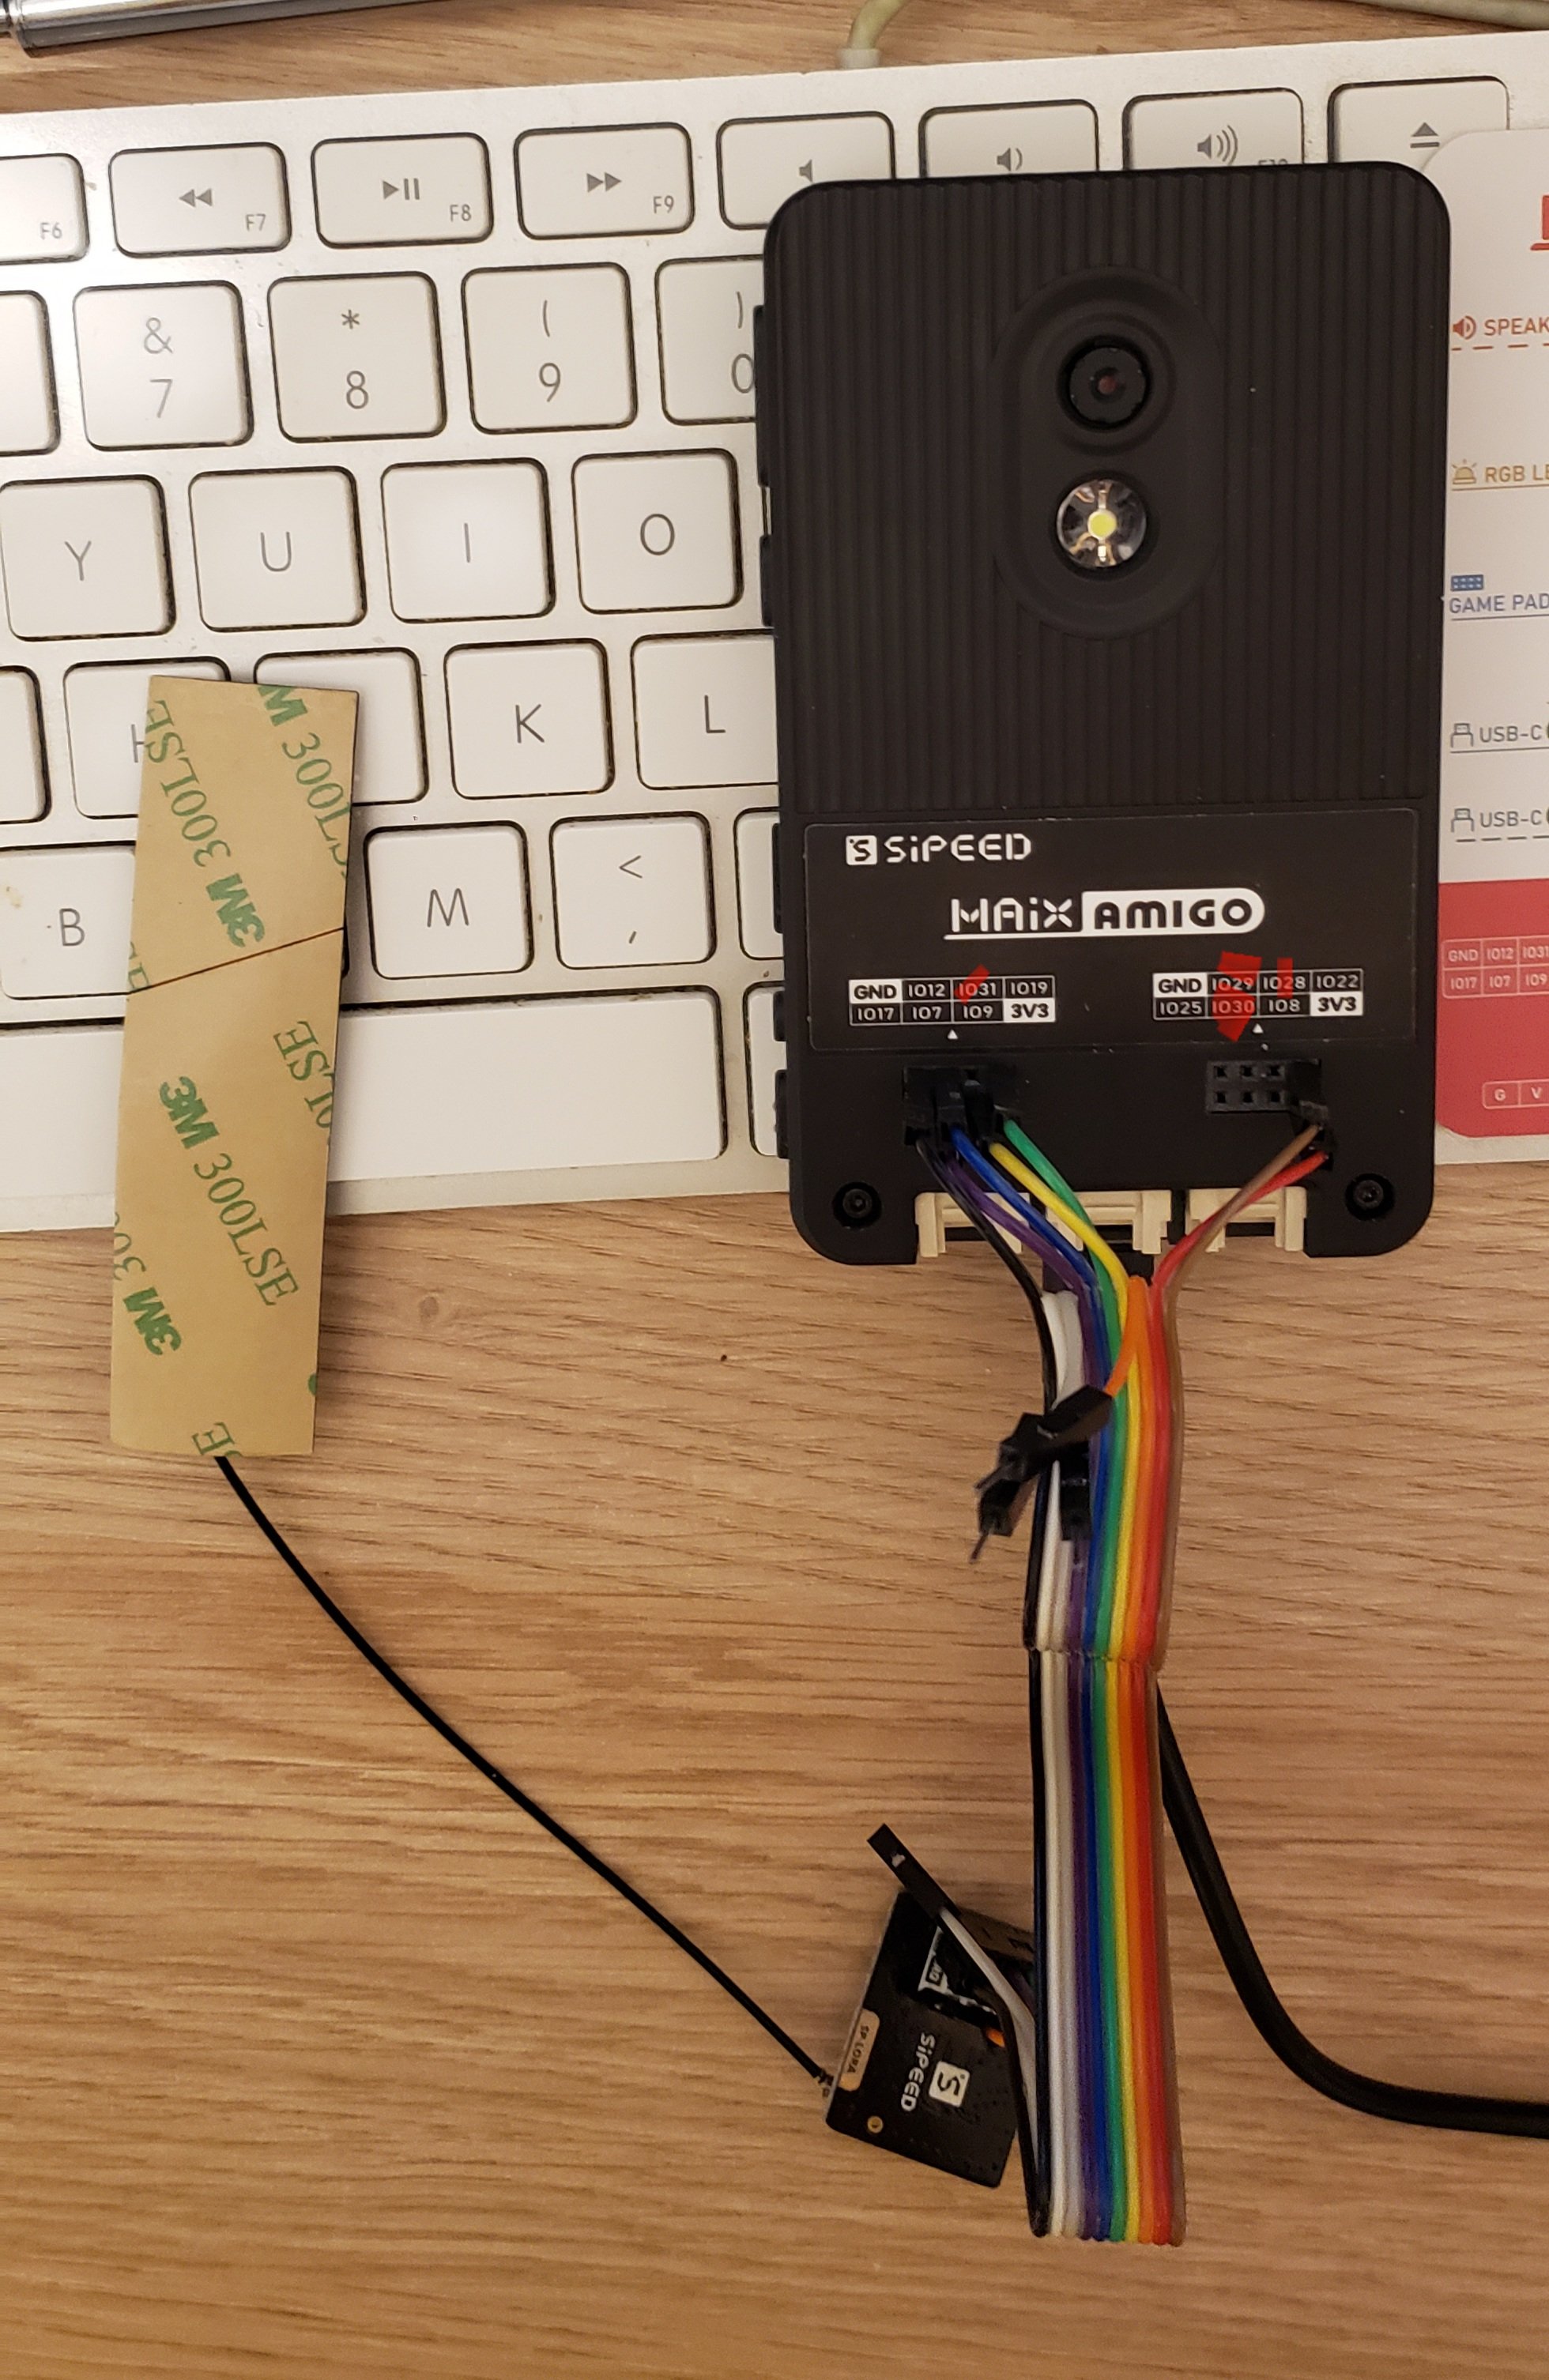 F6
F7
F8
F9
&
7
*
8
(
9
)
0
SPEAK
RGB LE
GAME PAD
USB-C
USB-C
Y
U
I
O
K
L
B
M
<
,
3M 300LSE
3M 300LSE
3M 300LSE
3M
SiPEED
MAiX AMIGO
GND IO12 IO31 IO19
IO17 IO7 IO9 3V3
GND IO29 IO28 IO22
IO25 IO30 IO8 3V3
GND IO12 IO31
IO17 IO7 IO9
G V
SP-LORA
SiPEED